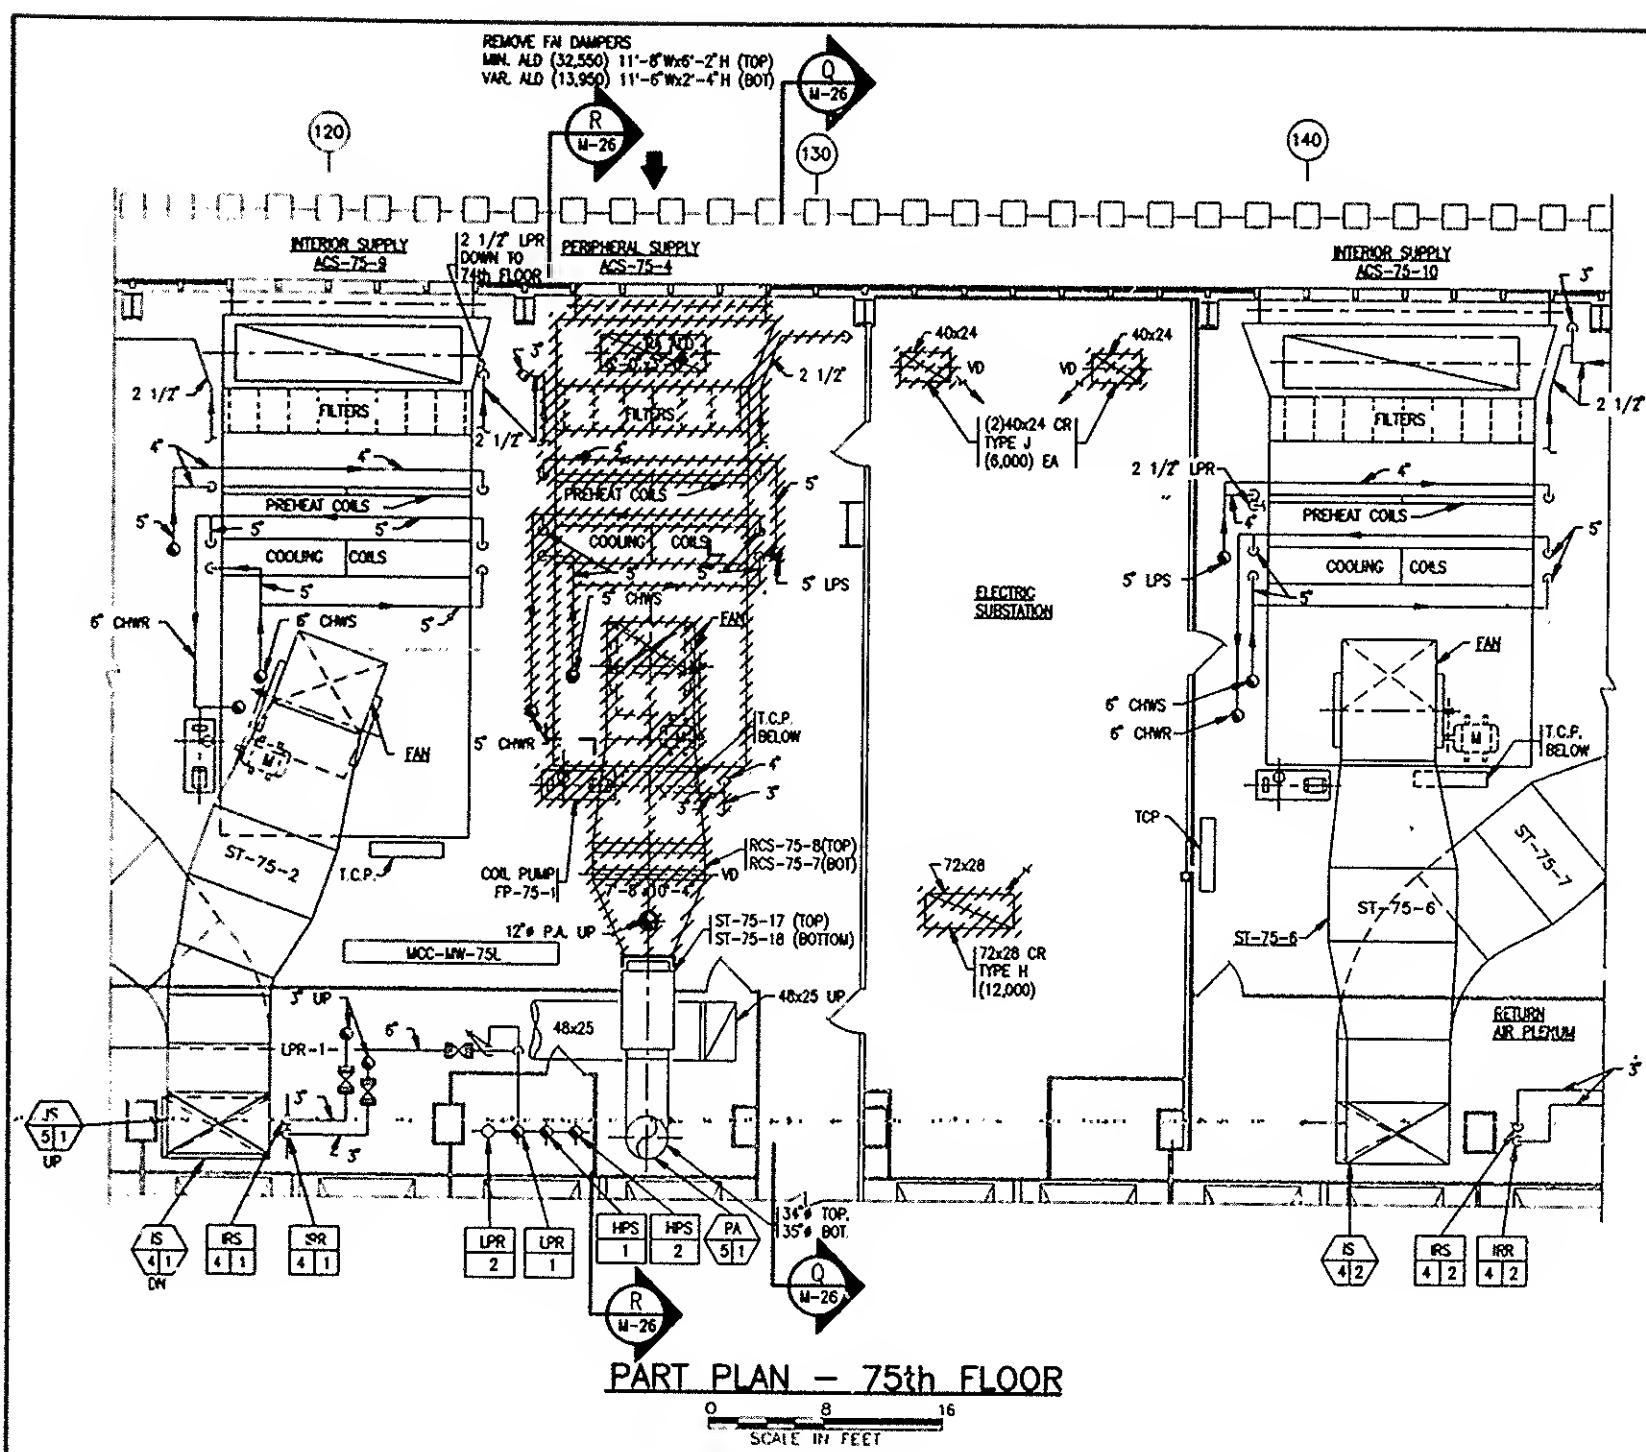 REMOVE FAI DAMPERS
MIN. ALD (32,550) 11'-8"Wx6'-2"H (TOP)
VAR. ALD (13,950) 11'-6"Wx2'-4"H (BOT)
Q
M-26
R
M-26
120
130
140
INTERIOR SUPPLY
ACS-75-9
2 1/2" LPR
DOWN TO
74th FLOOR
PERIPHERAL SUPPLY
ACS-75-4
INTERIOR SUPPLY
ACS-75-10
3"
40x24
40x24
3"
VD
VD
2 1/2"
2 1/2"
2 1/2"
FILTERS
FILTERS
FILTERS
2 1/2"
(2)40x24 CR
TYPE J
(6,000) EA
4"
4"
4"
2 1/2" LPR
4"
5"
PREHEAT COILS
PREHEAT COILS
4"
PREHEAT COILS
5"
5"
5"
5"
COOLING COILS
COOLING COILS
COOLING COILS
5"
5"
5" LPS
5" LPS
5"
5"
5"
ELECTRIC
SUBSTATION
5" CHWS
6" CHWR
6" CHWS
5"
FAN
FAN
6" CHWS
6" CHWR
T.C.P.
BELOW
5" CHWR
FAN
M
M
T.C.P.
BELOW
4"
3"
3"
TCP
ST-75-2
T.C.P.
RCS-75-8(TOP)
RCS-75-7(BOT)
COIL PUMP
FP-75-1
VD
72x28
ST-75-7
ST-75-6
12"ø P.A. UP
ST-75-17 (TOP)
ST-75-18 (BOTTOM)
ST-75-6
MCC-MW-75L
72x28 CR
TYPE H
(12,000)
3" UP
48x25 UP
48x25
6"
LPR-1
RETURN
AIR PLENUM
3"
3"
3"
JS
5 1
UP
34"ø TOP,
35"ø BOT.
IS
4 1
DN
IRS
4 1
4 1
LPR
2
LPR
1
HPS
1
HPS
2
PA
5 1
IS
4 2
IRS
4 2
IRR
4 2
Q
M-26
R
M-26
PART PLAN - 75th FLOOR
0 8 16
SCALE IN FEET